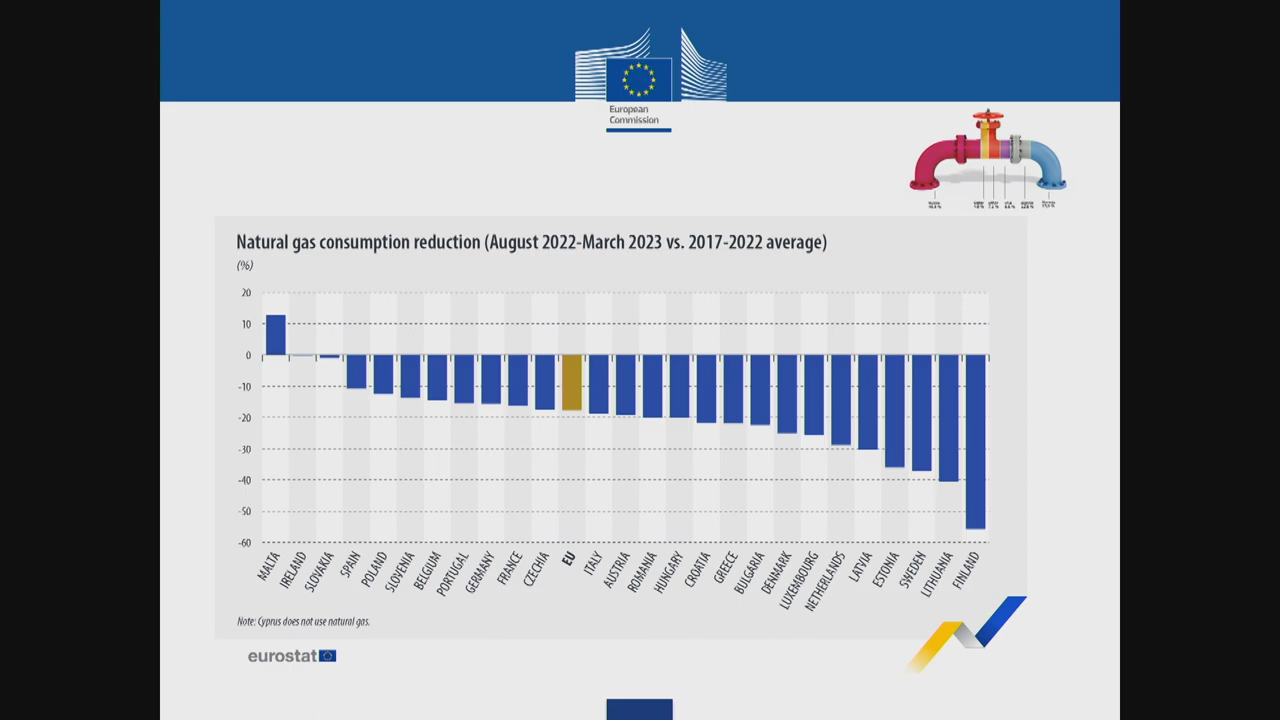 European
Commission
Natural gas consumption reduction (August 2022-March 2023 vs. 2017-2022 average)
(%)
20
10
0
-10
-20
-30
-40
-50
-60
MALTA
IRELAND
SLOVAKIA
SPAIN
POLAND
SLOVENIA
BELGIUM
PORTUGAL
GERMANY
FRANCE
CZECHIA
EU
ITALY
AUSTRIA
ROMANIA
HUNGARY
CROATIA
GREECE
BULGARIA
DENMARK
LUXEMBOURG
NETHERLANDS
LATVIA
ESTONIA
SWEDEN
LITHUANIA
FINLAND
Note: Cyprus does not use natural gas.
eurostat